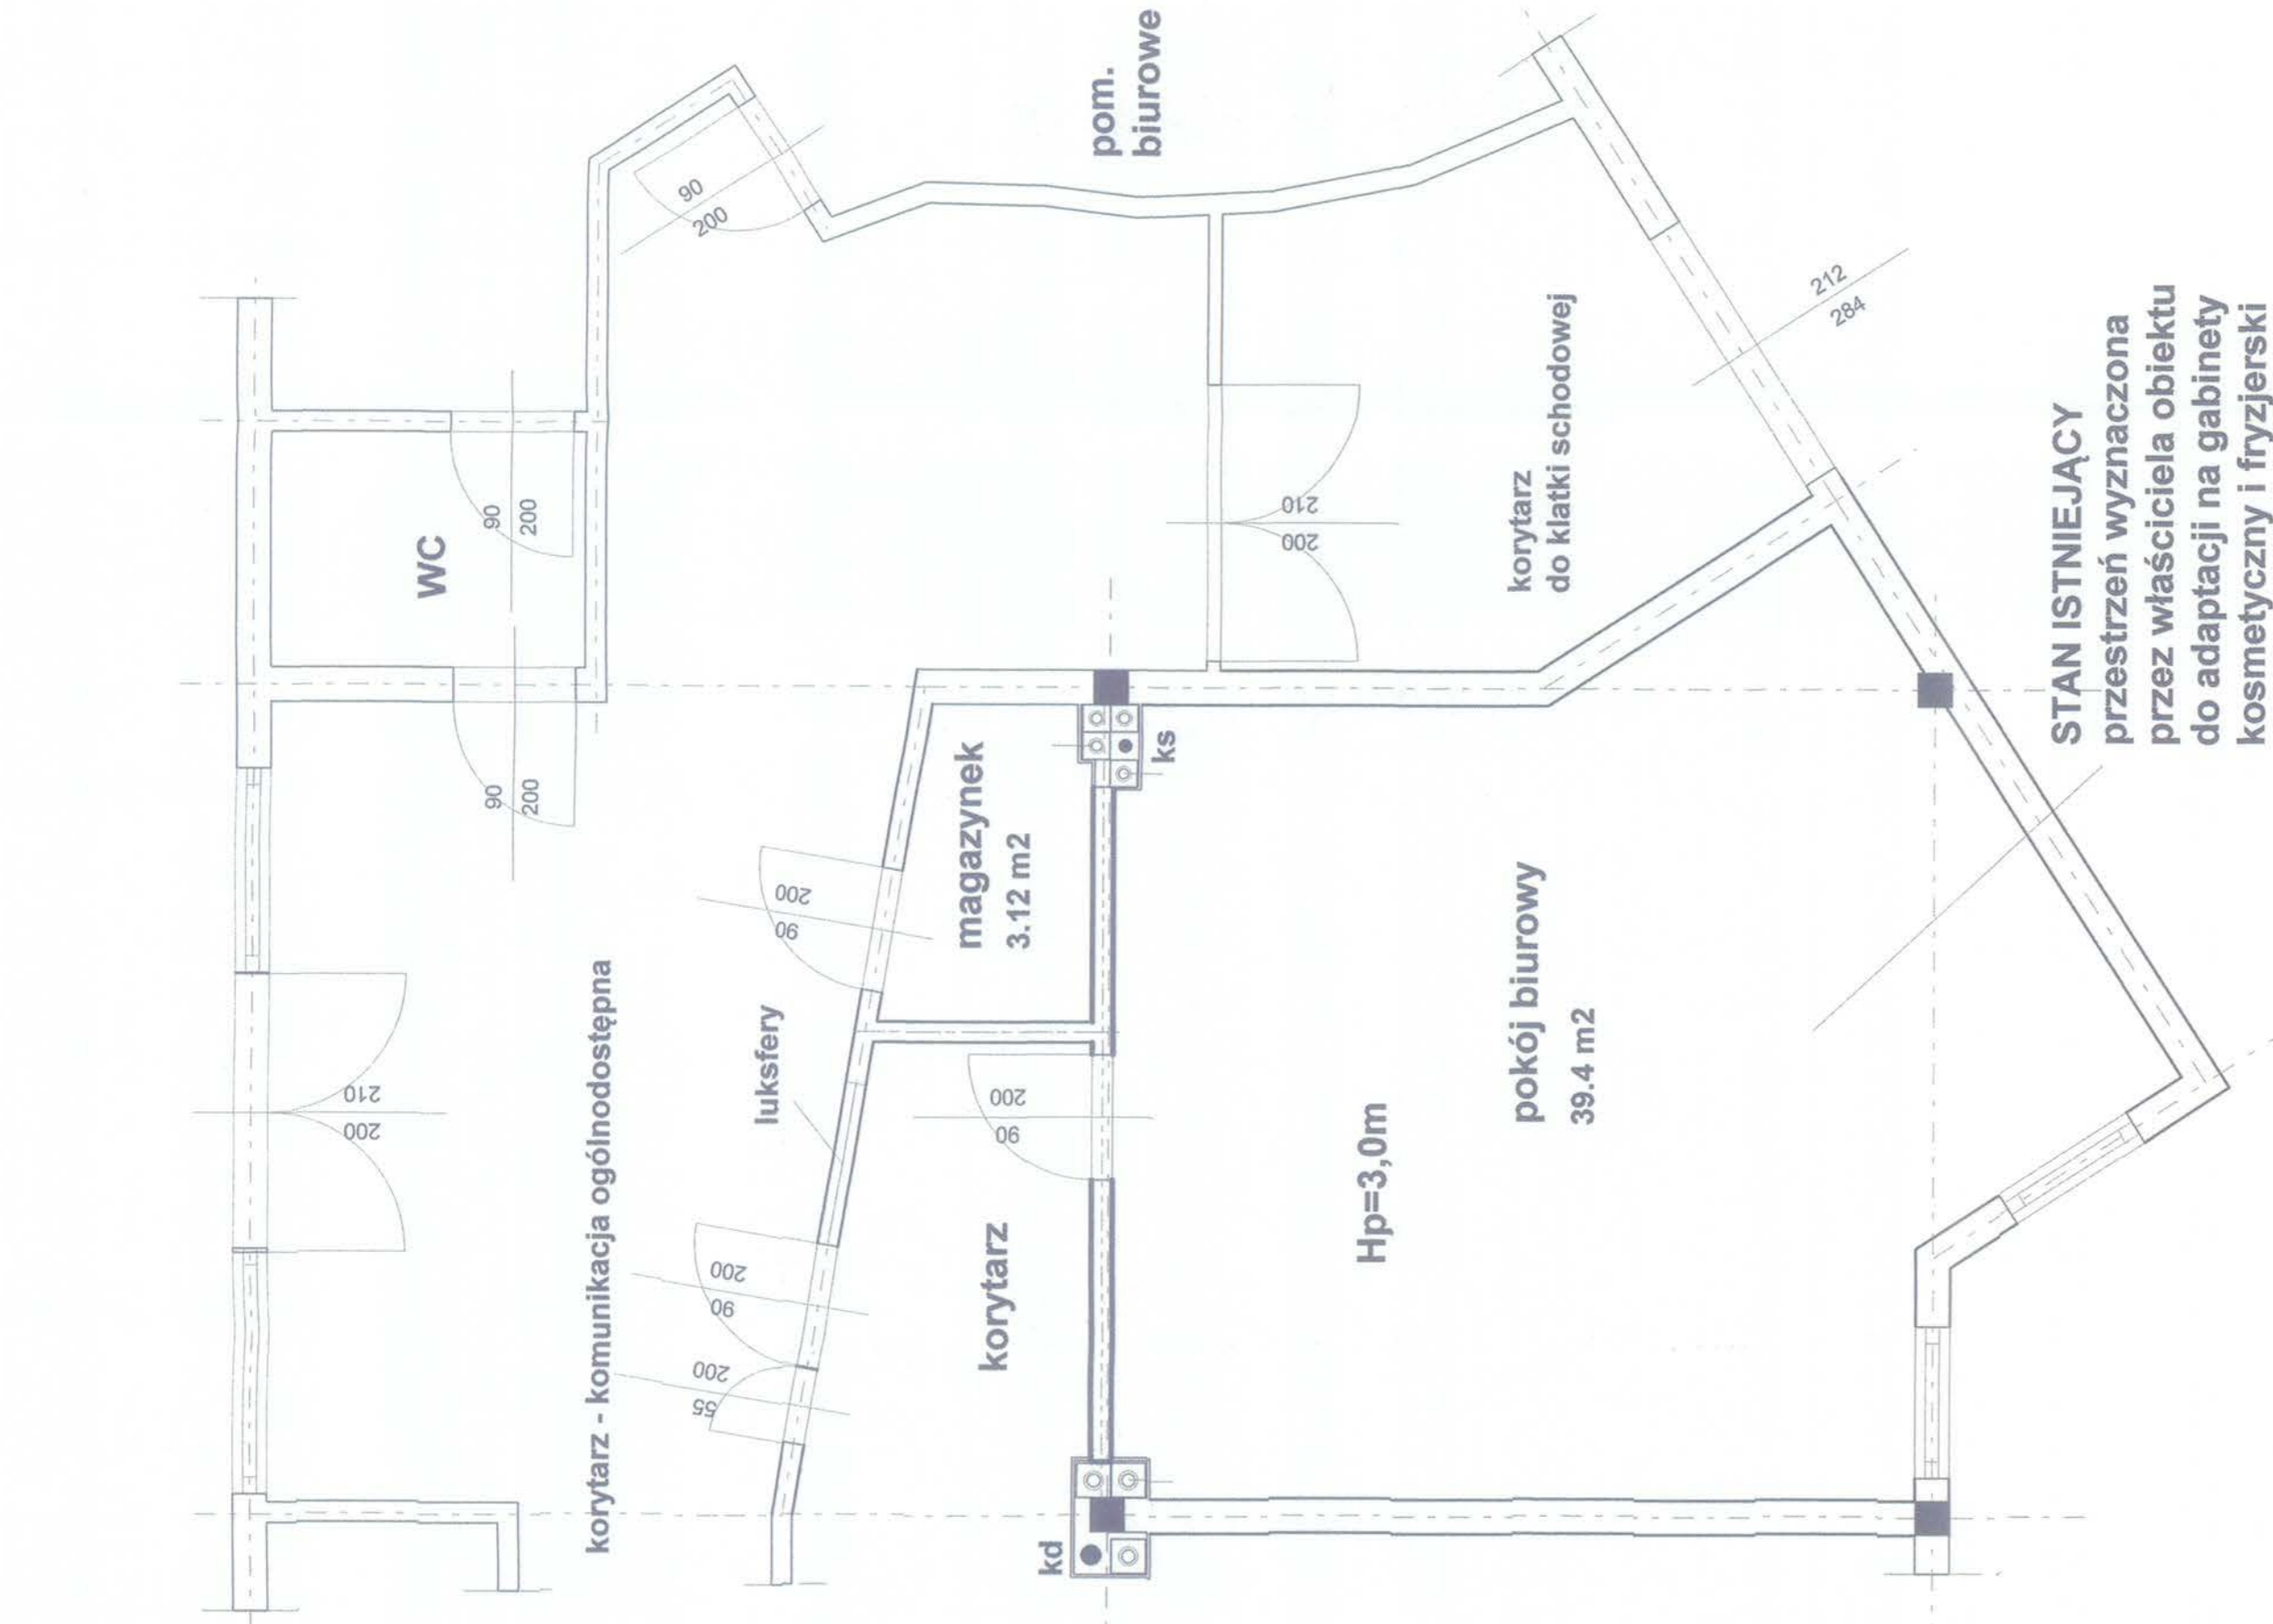 WC
90
200
90
200
90
200
pom.
biurowe
210
200
korytarz - komunikacja ogólnodostępna
luksfery
200
90
magazynek
3.12 m2
ks
200
90
200
55
korytarz
200
90
kd
210
200
korytarz
do klatki schodowej
212
284
Hp=3,0m
pokój biurowy
39.4 m2
STAN ISTNIEJĄCY
przestrzeń wyznaczona
przez właściciela obiektu
do adaptacji na gabinety
kosmetyczny i fryzjerski